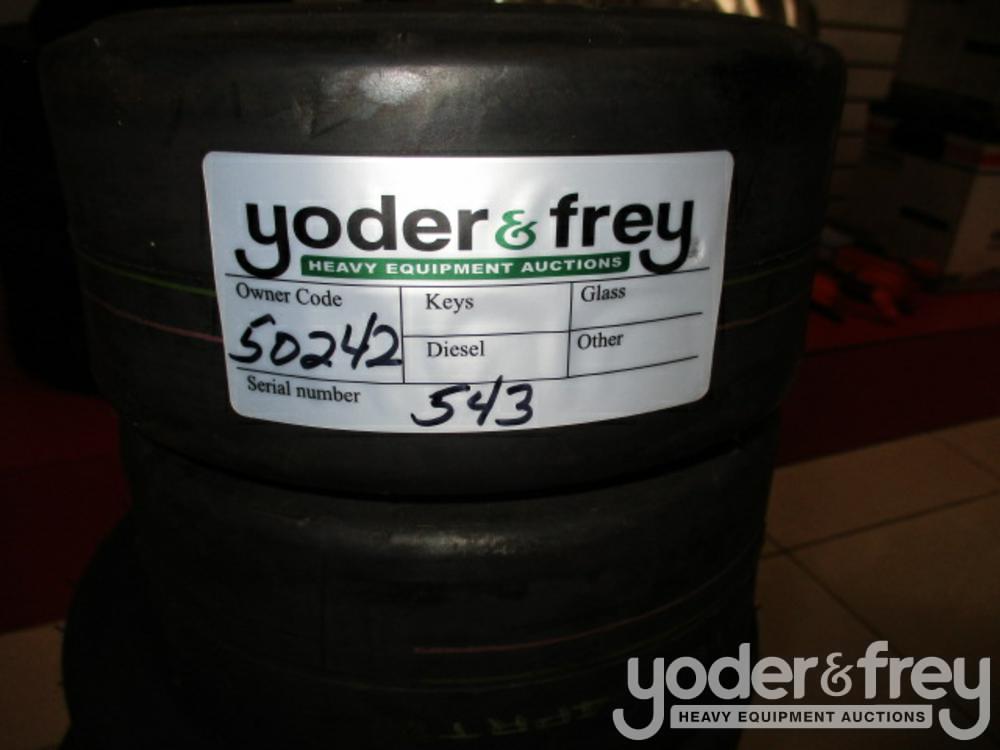 yoder & frey
HEAVY EQUIPMENT AUCTIONS
Owner Code
Keys
Glass
50242
Diesel
Other
Serial number
543
yoder & frey
HEAVY EQUIPMENT AUCTIONS